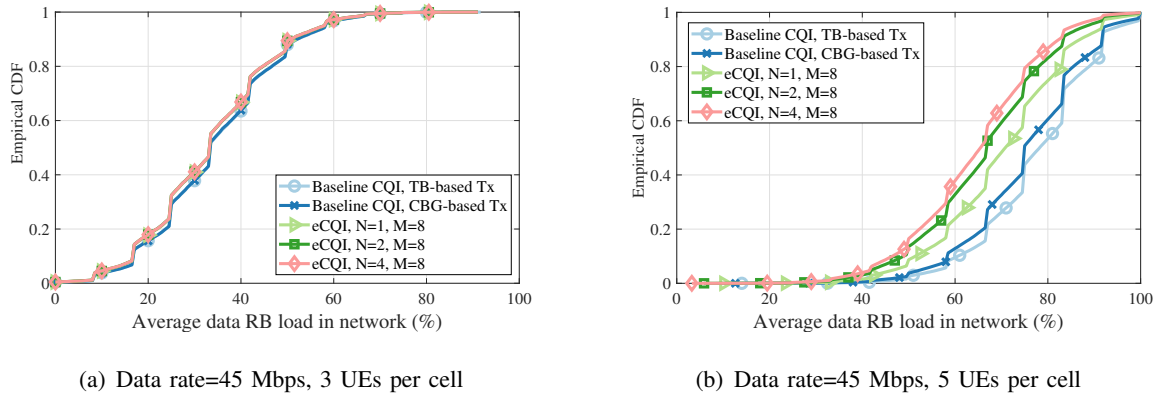 1
0.8
0.6
0.4
0.2
0
Empirical CDF
0 20 40 60 80 100
Average data RB load in network (%)
Baseline CQI, TB-based Tx
Baseline CQI, CBG-based Tx
eCQI, N=1, M=8
eCQI, N=2, M=8
eCQI, N=4, M=8
(a) Data rate=45 Mbps, 3 UEs per cell
1
0.8
0.6
0.4
0.2
0
Empirical CDF
0 20 40 60 80 100
Average data RB load in network (%)
Baseline CQI, TB-based Tx
Baseline CQI, CBG-based Tx
eCQI, N=1, M=8
eCQI, N=2, M=8
eCQI, N=4, M=8
(b) Data rate=45 Mbps, 5 UEs per cell